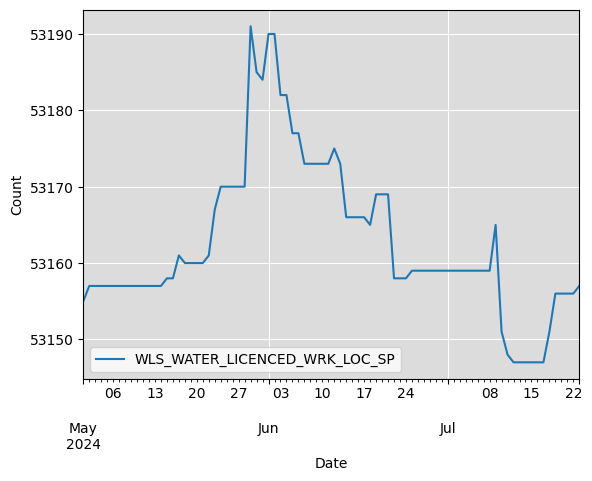 53190
53180
53170
53160
53150
Count
WLS_WATER_LICENCED_WRK_LOC_SP
06 13 20 27 03 10 17 24 08 15 22
May Jun Jul
2024
Date